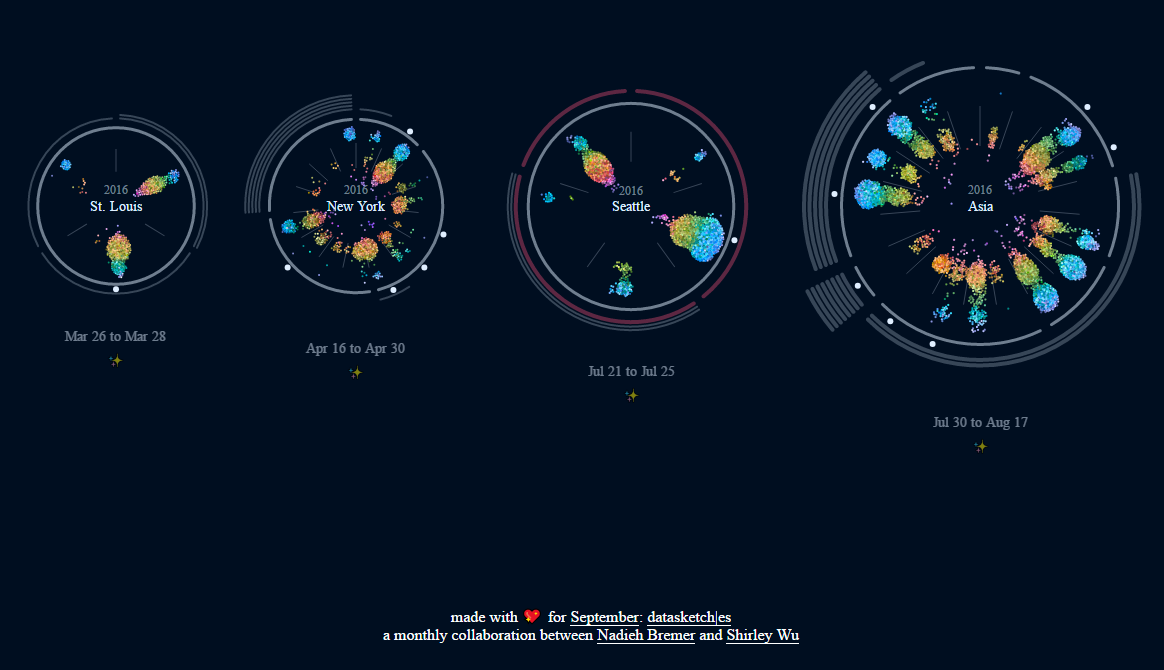 2016
St. Louis
Mar 26 to Mar 28
2016
New York
Apr 16 to Apr 30
2016
Seattle
Jul 21 to Jul 25
2016
Asia
Jul 30 to Aug 17
made with 💖 for September: datasketch|es
a monthly collaboration between Nadieh Bremer and Shirley Wu